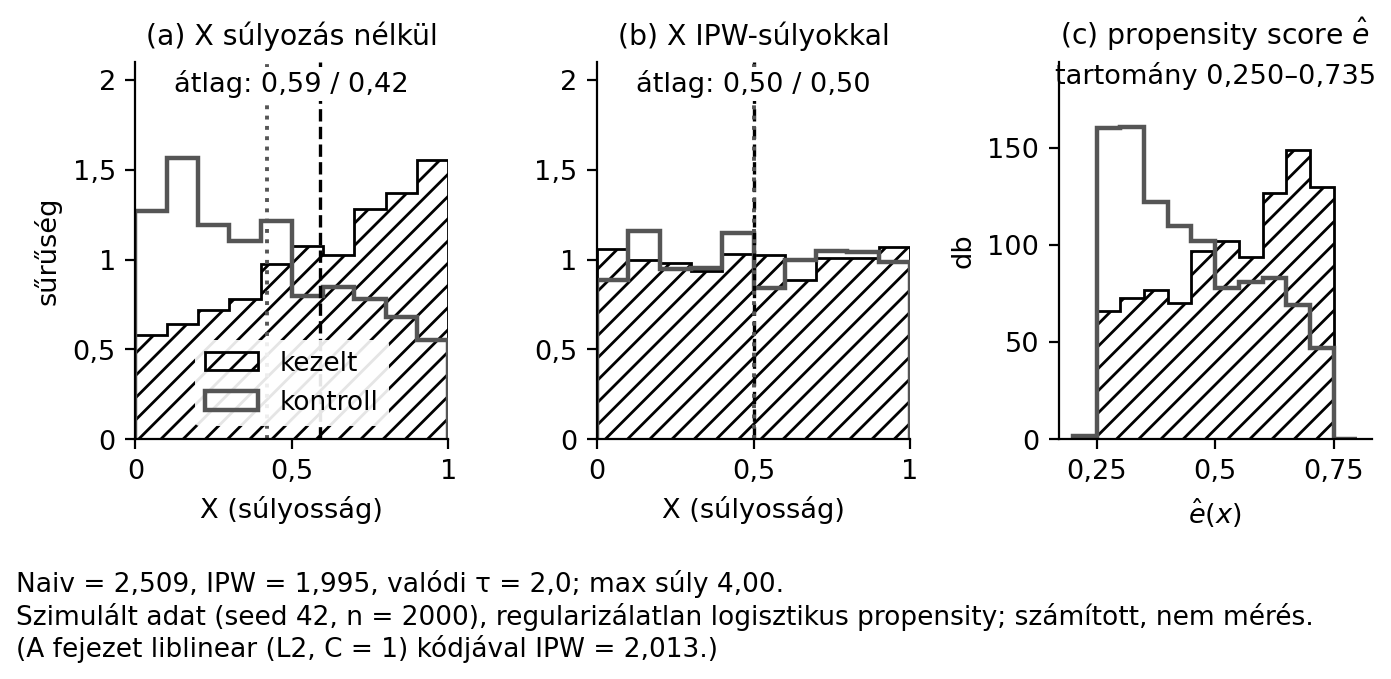 (a) X súlyozás nélkül
átlag: 0,59 / 0,42
2
1,5
1
0,5
0
sűrűség
kezelt
kontroll
0
0,5
1
X (súlyosság)
(b) X IPW-súlyokkal
átlag: 0,50 / 0,50
2
1,5
1
0,5
0
0
0,5
1
X (súlyosság)
(c) propensity score ê
tartomány 0,250–0,735
150
100
50
0
db
0,25
0,5
0,75
ê(x)
Naiv = 2,509, IPW = 1,995, valódi τ = 2,0; max súly 4,00.
Szimulált adat (seed 42, n = 2000), regularizálatlan logisztikus propensity; számított, nem mérés.
(A fejezet liblinear (L2, C = 1) kódjával IPW = 2,013.)